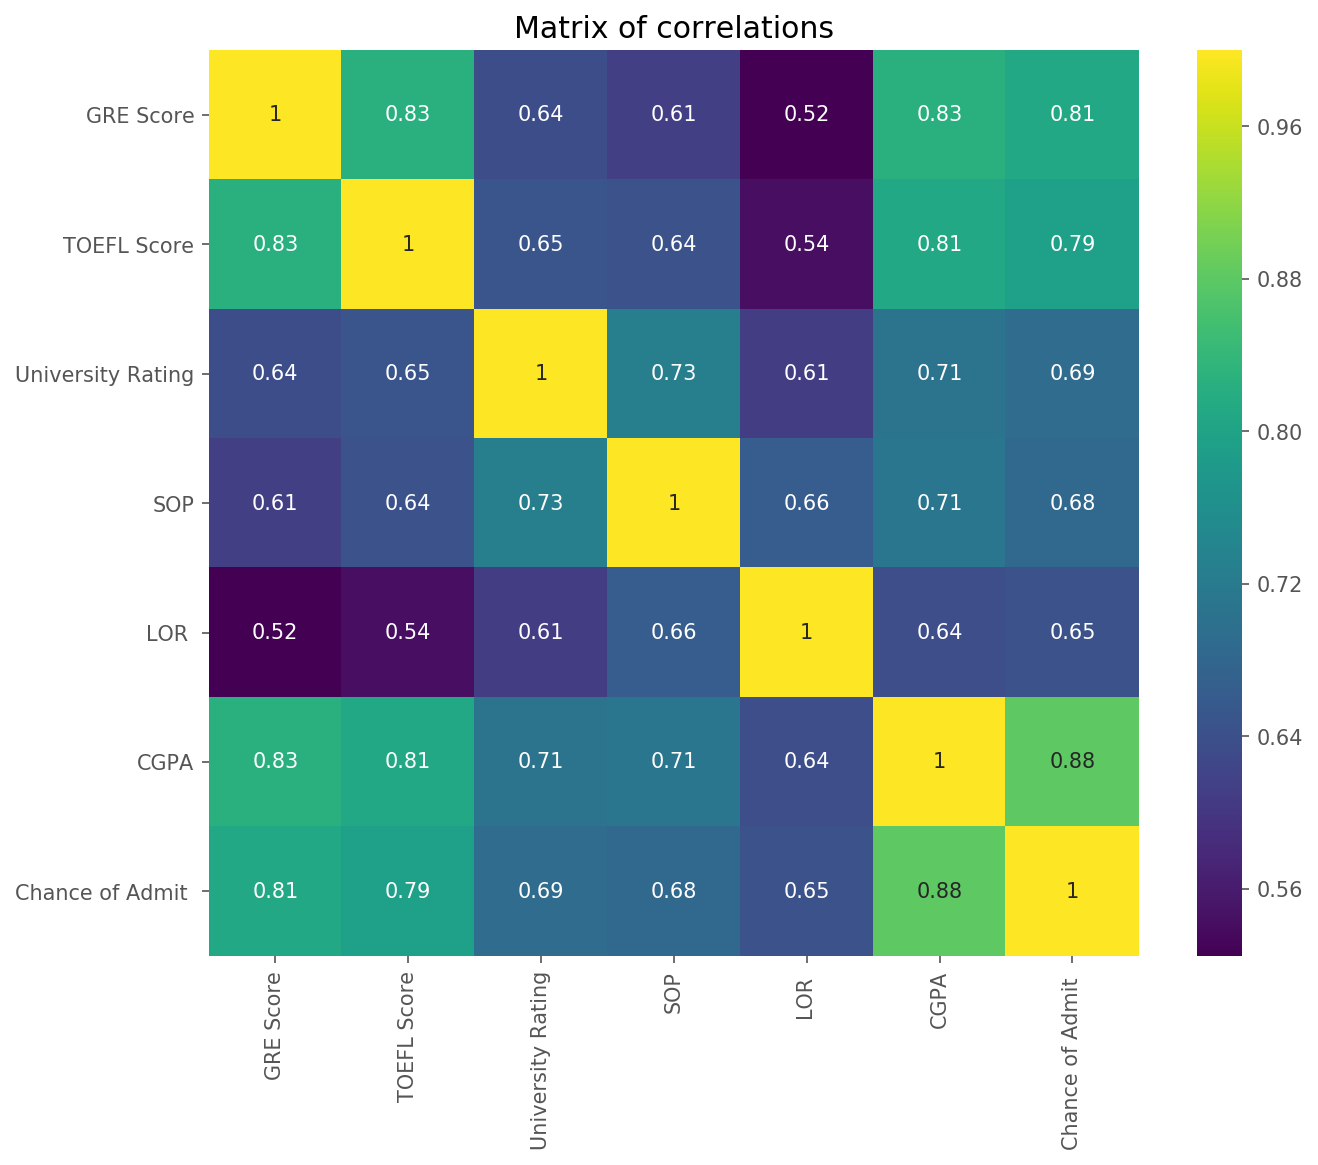 Matrix of correlations
GRE Score 1 0.83 0.64 0.61 0.52 0.83 0.81
TOEFL Score 0.83 1 0.65 0.64 0.54 0.81 0.79
University Rating 0.64 0.65 1 0.73 0.61 0.71 0.69
SOP 0.61 0.64 0.73 1 0.66 0.71 0.68
LOR 0.52 0.54 0.61 0.66 1 0.64 0.65
CGPA 0.83 0.81 0.71 0.71 0.64 1 0.88
Chance of Admit 0.81 0.79 0.69 0.68 0.65 0.88 1
GRE Score
TOEFL Score
University Rating
SOP
LOR
CGPA
Chance of Admit
0.96
0.88
0.80
0.72
0.64
0.56